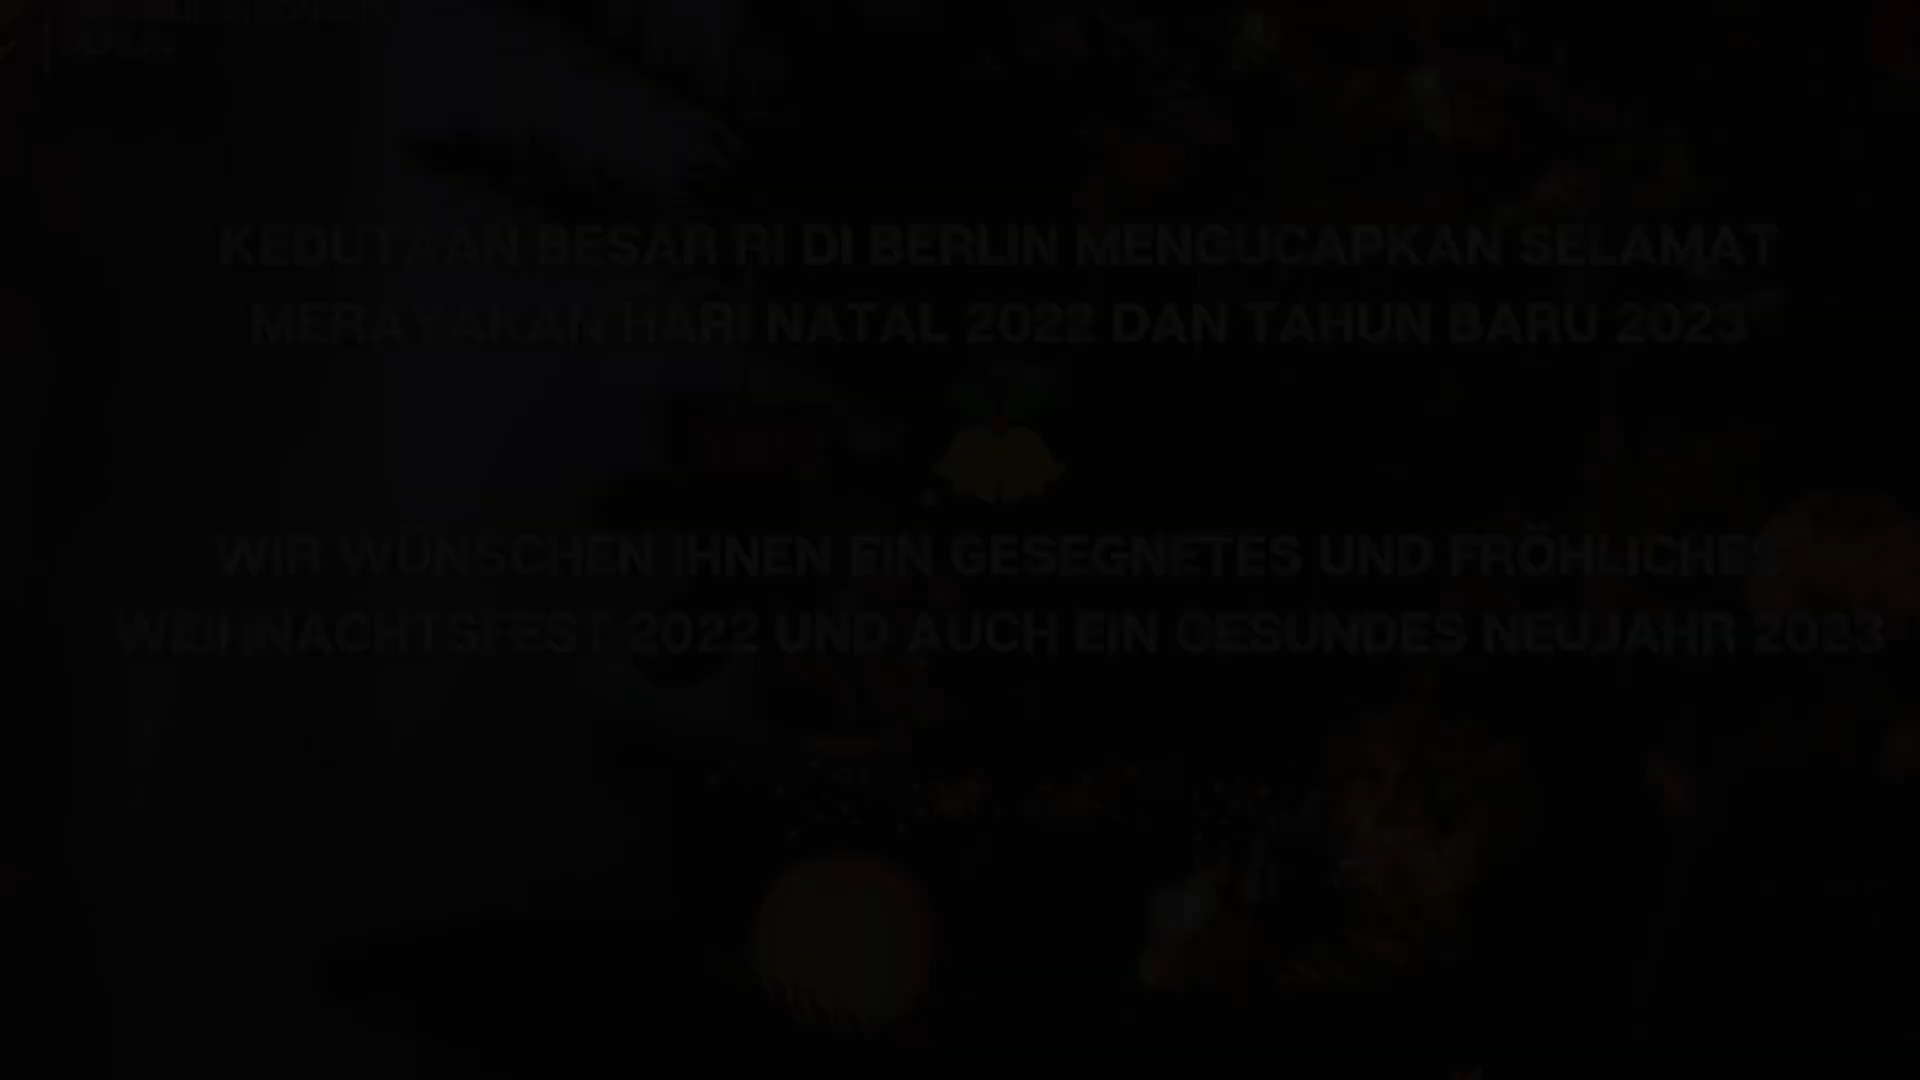 KEDUTAAN BESAR RI DI BERLIN MENGUCAPKAN SELAMAT
MERAYAKAN HARI NATAL 2022 DAN TAHUN BARU 2023
WIR WÜNSCHEN IHNEN EIN GESEGNETES UND FRÖHLICHES
WEIHNACHTSFEST 2022 UND AUCH EIN GESUNDES NEUJAHR 2023